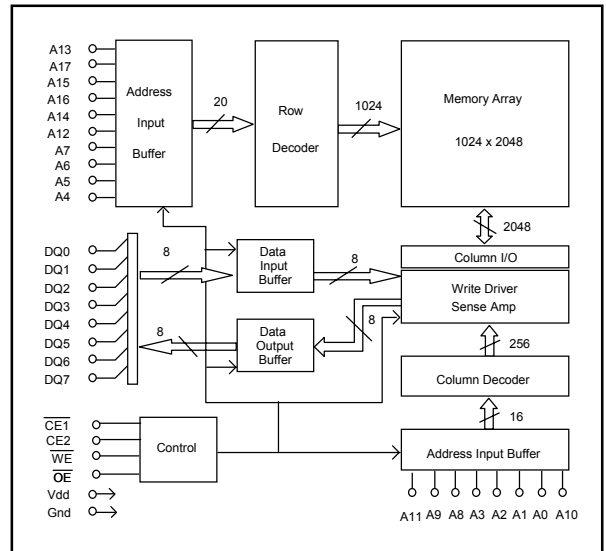 A13
A17
A15
A16
A14
A12
A7
A6
A5
A4
Address
Input
Buffer
20
Row
Decoder
1024
Memory Array
1024 x 2048
2048
DQ0
DQ1
DQ2
DQ3
DQ4
DQ5
DQ6
DQ7
8
Data
Input
Buffer
8
Column I/O
Write Driver
Sense Amp
8
Data
Output
Buffer
8
256
Column Decoder
16
CE1
CE2
WE
OE
Vdd
Gnd
Control
Address Input Buffer
A11 A9 A8 A3 A2 A1 A0 A10